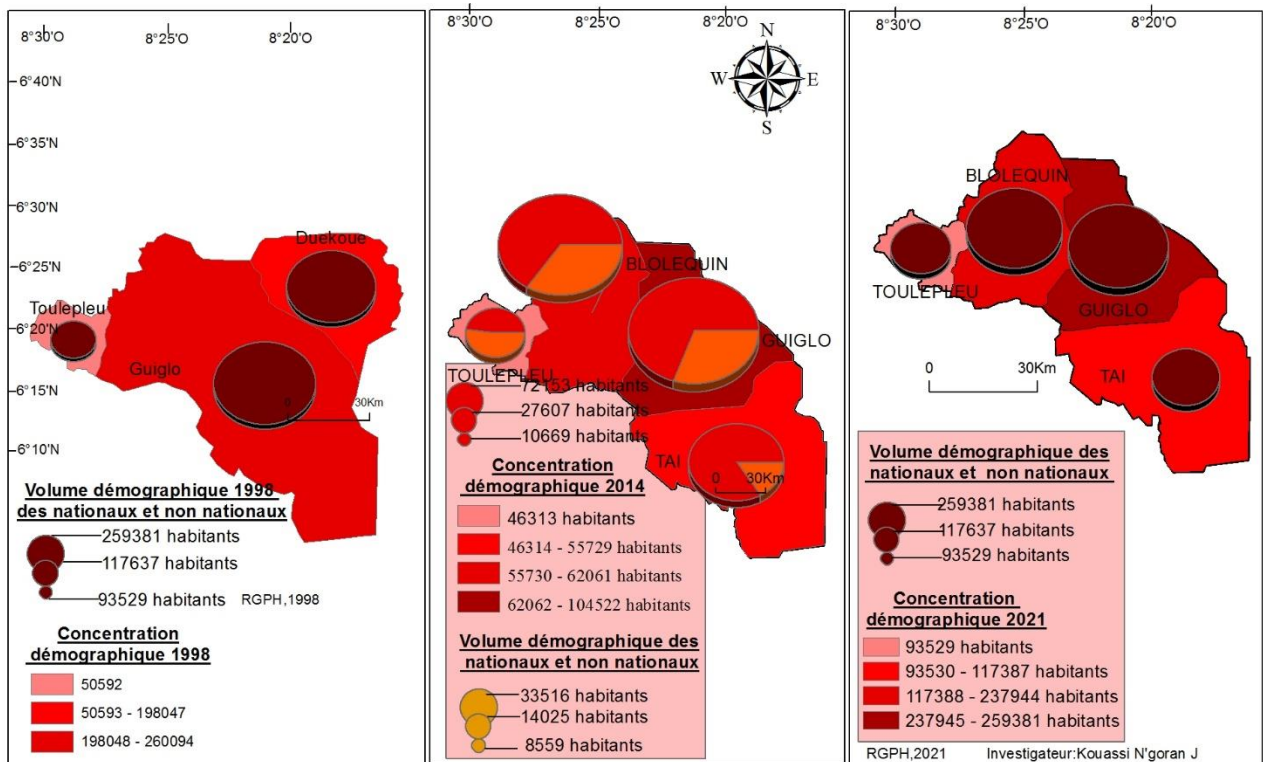 8°30'O 8°25'O 8°20'O
6°40'N
6°35'N
6°30'N
6°25'N
6°20'N
6°15'N
6°10'N
Duekoue
Toulepleu
Guiglo
0 30Km
Volume démographique 1998
des nationaux et non nationaux
259381 habitants
117637 habitants
93529 habitants RGPH,1998
Concentration
démographique 1998
50592
50593 - 198047
198048 - 260094
8°30'O 8°25'O 8°20'O
N
W E
S
BLOLEQUIN
GUIGLO
TOULEPLEU
TAI
0 30Km
72153 habitants
27607 habitants
10669 habitants
Concentration
démographique 2014
46313 habitants
46314 - 55729 habitants
55730 - 62061 habitants
62062 - 104522 habitants
Volume démographique des
nationaux et non nationaux
33516 habitants
14025 habitants
8559 habitants
8°30'O 8°25'O 8°20'O
BLOLEQUIN
TOULEPLEU
GUIGLO
TAI
0 30Km
Volume démographique des
nationaux et non nationaux
259381 habitants
117637 habitants
93529 habitants
Concentration
démographique 2021
93529 habitants
93530 - 117387 habitants
117388 - 237944 habitants
237945 - 259381 habitants
RGPH,2021 Investigateur:Kouassi N'goran J